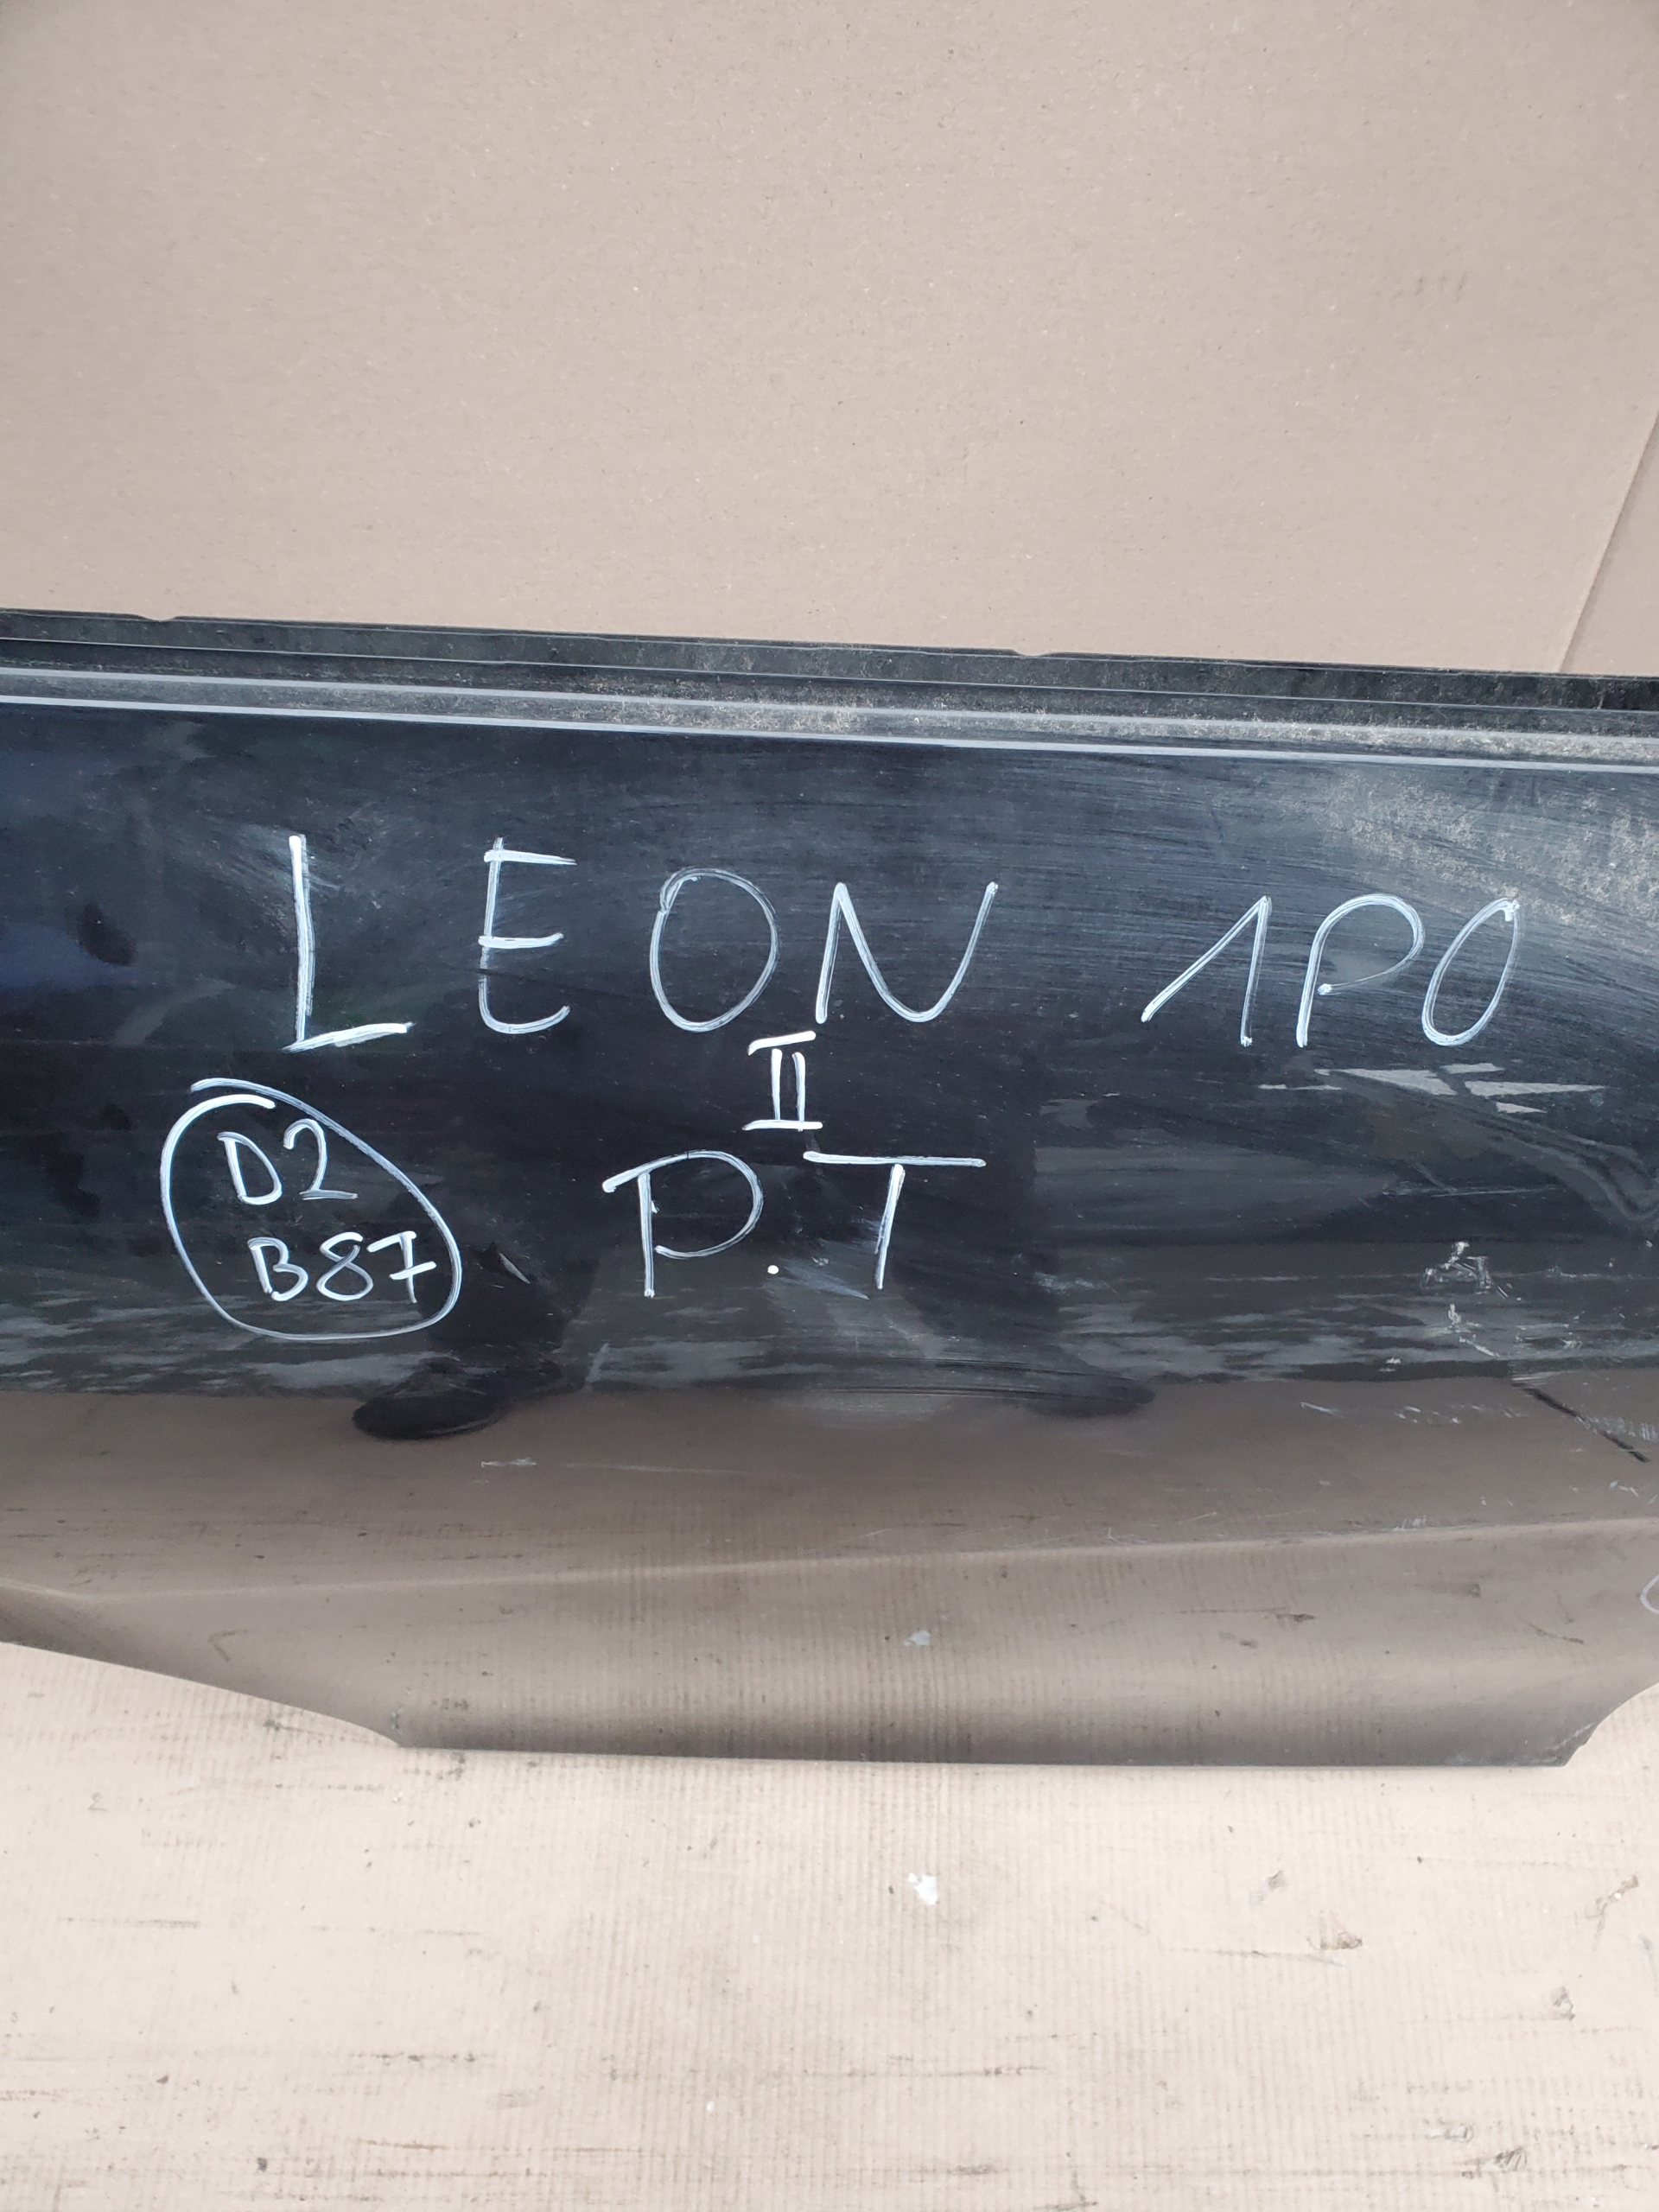 LEON 1P0
II
P.T
D2
B87